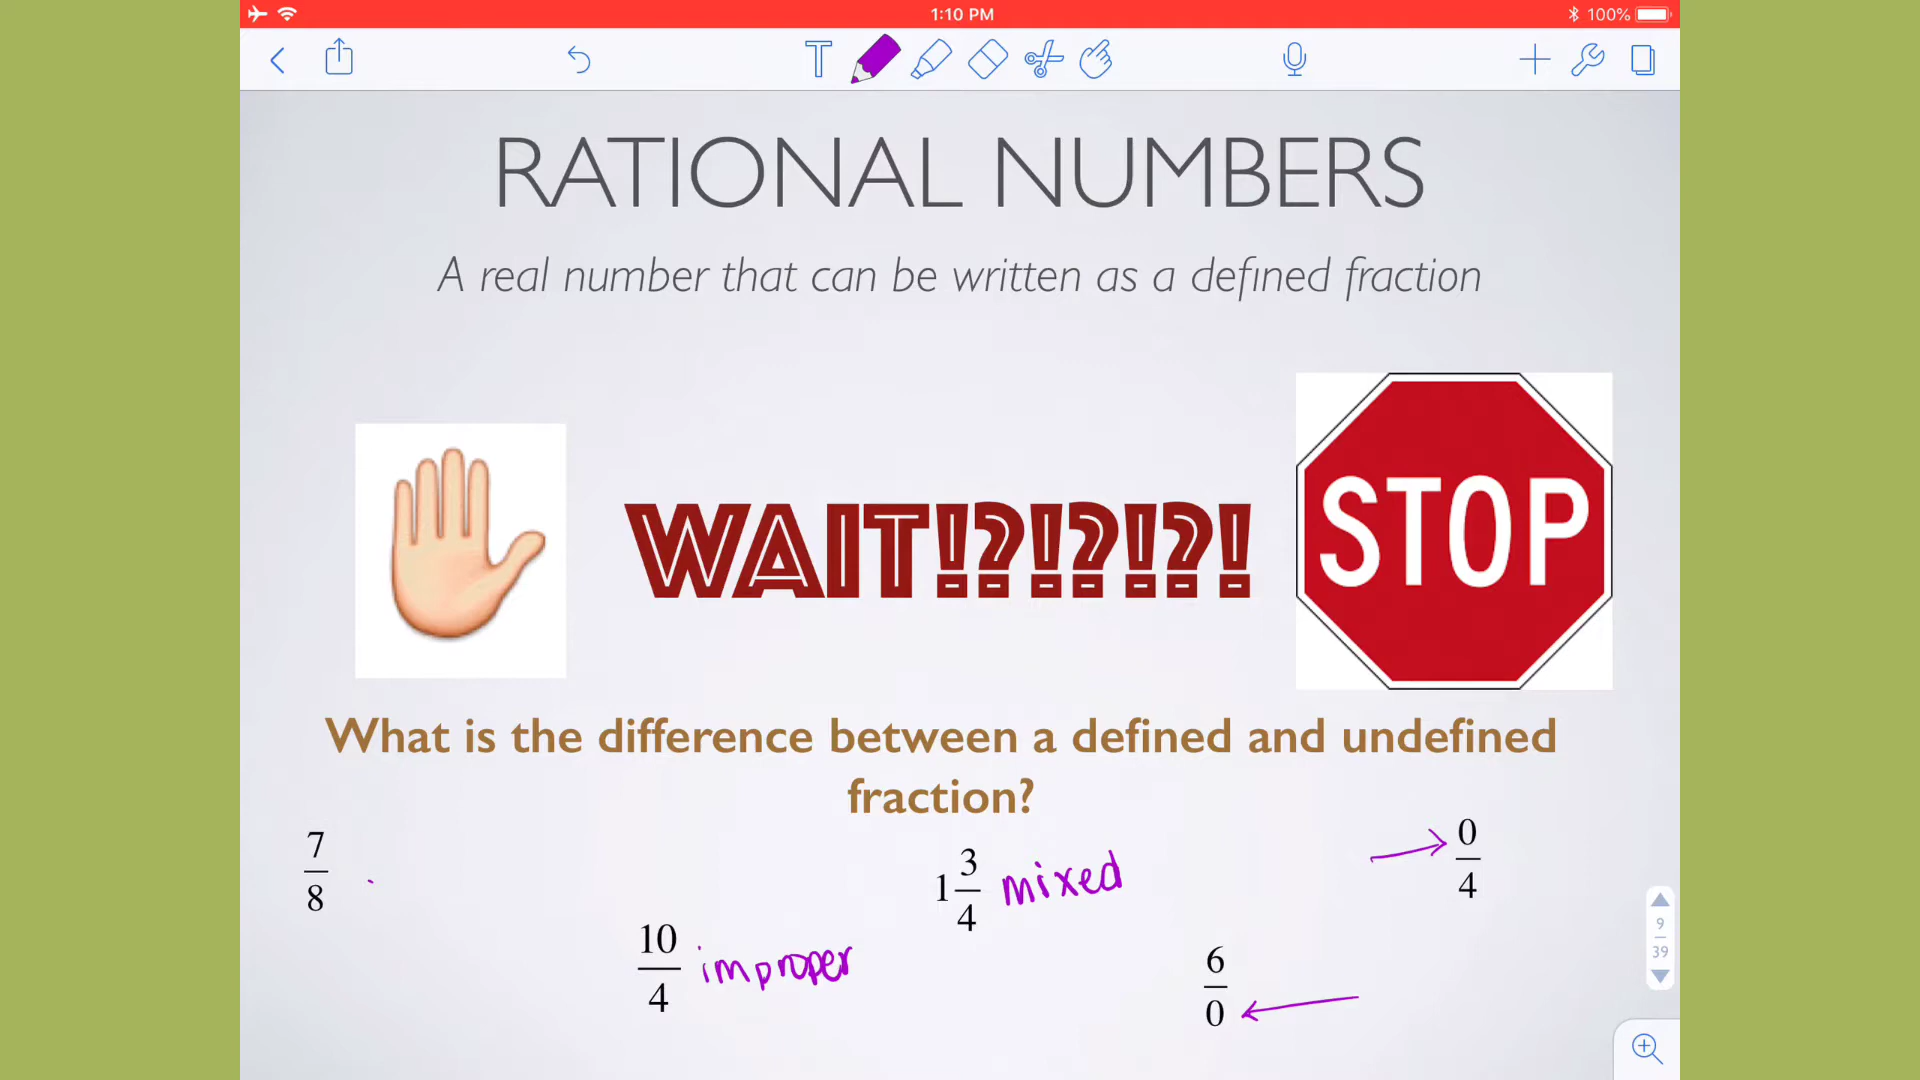 1:10 PM
100%
T
RATIONAL NUMBERS
A real number that can be written as a defined fraction
WAIT!?!?!?!
STOP
What is the difference between a defined and undefined
fraction?
7
8
10
4
improper
1 3
4
mixed
6
0
0
4
9
39